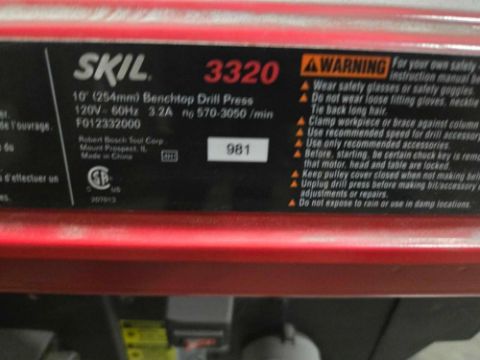 SKIL 3320
10" (254mm) Benchtop Drill Press
120V~ 60Hz 3.2A n₀ 570-3050 /min
F012332000
Robert Bosch Tool Corp
Mount Prospect, IL
Made in China
981
C US
WARNING For your own safety
instruction manual be
Wear safety glasses or safety goggles.
Do not wear loose fitting gloves, necktie
Tie back long hair.
Clamp workpiece or brace against
Use recommended speed for drill accessory
Use only recommended accessories.
Before, starting, be certain chuck key is remo
that motor, head and table are locked.
Keep pulley cover closed when not making belt
Unplug drill press before making bit/accessory
adjustments or repairs.
Do not expose to rain or use in damp locations.
e
l'ouvrage.
d'effectuer un
es.